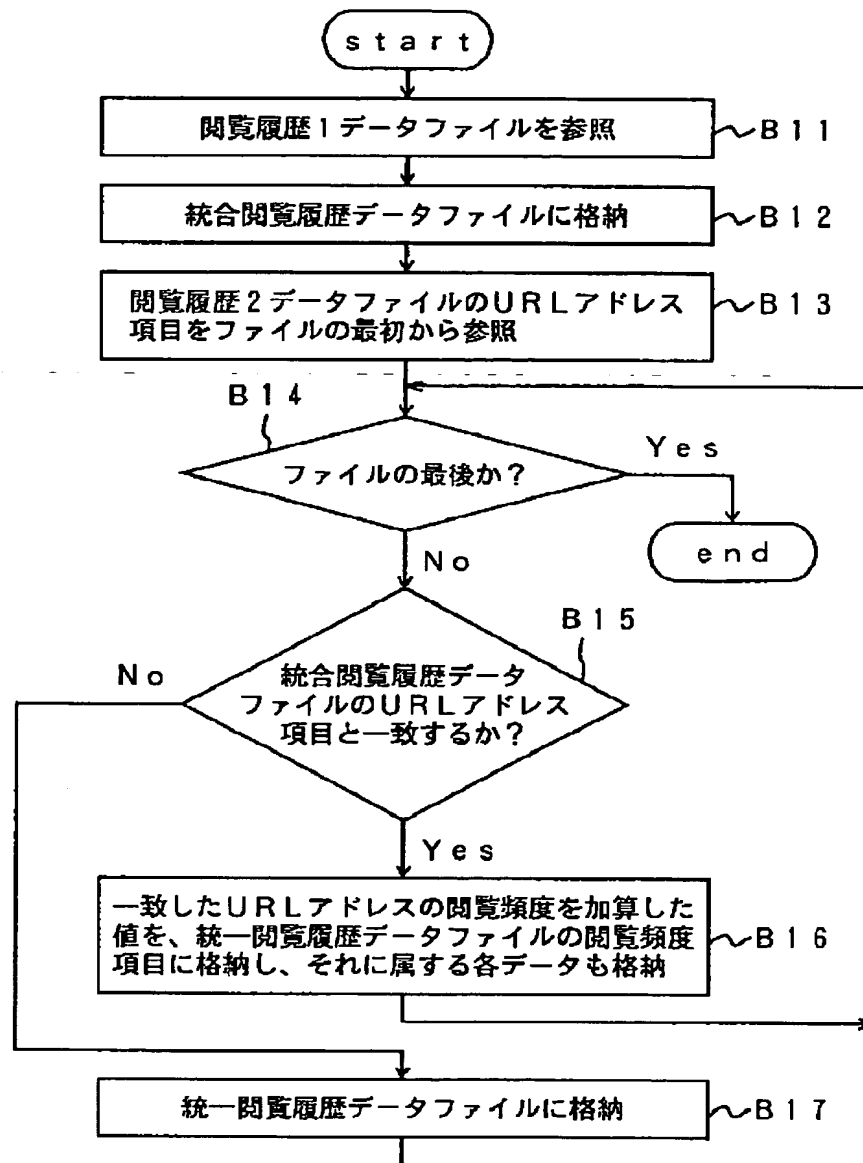 start
閲覧履歴1データファイルを参照
B11
統合閲覧履歴データファイルに格納
B12
閲覧履歴2データファイルのURLアドレス
項目をファイルの最初から参照
B13
B14
ファイルの最後か?
Yes
end
No
B15
No
統合閲覧履歴データ
ファイルのURLアドレス
項目と一致するか?
Yes
一致したURLアドレスの閲覧頻度を加算した
値を、統一閲覧履歴データファイルの閲覧頻度
項目に格納し、それに属する各データも格納
B16
統一閲覧履歴データファイルに格納
B17